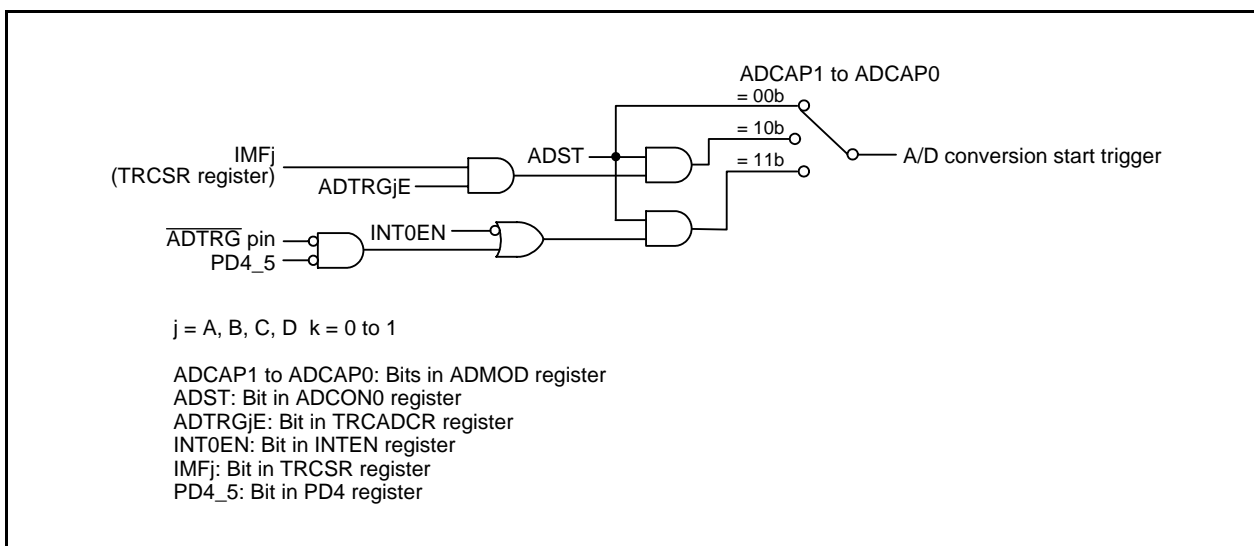 ADCAP1 to ADCAP0
= 00b
= 10b
= 11b
A/D conversion start trigger
IMFj
(TRCSR register)
ADTRGjE
ADST
ADTRG pin
PD4_5
INT0EN
j = A, B, C, D k = 0 to 1
ADCAP1 to ADCAP0: Bits in ADMOD register
ADST: Bit in ADCON0 register
ADTRGjE: Bit in TRCADCR register
INT0EN: Bit in INTEN register
IMFj: Bit in TRCSR register
PD4_5: Bit in PD4 register